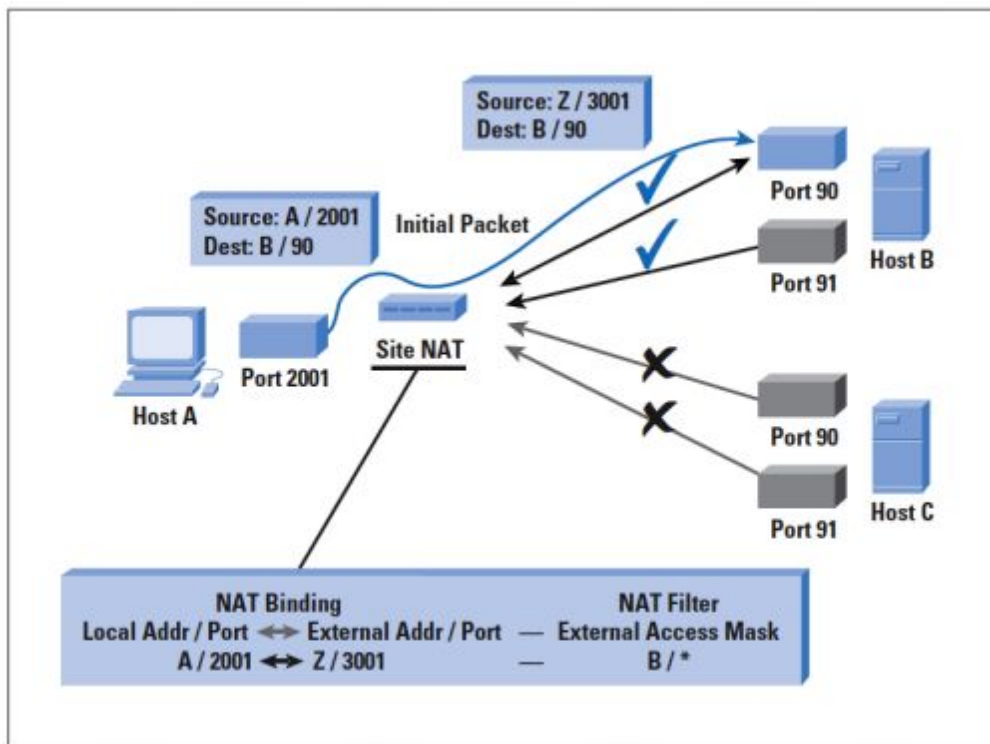 Source: Z / 3001
Dest: B / 90
Source: A / 2001
Dest: B / 90
Initial Packet
Port 90
Host B
Port 91
Site NAT
Port 2001
Host A
Port 90
Host C
Port 91
NAT Binding NAT Filter
Local Addr / Port External Addr / Port — External Access Mask
A / 2001 Z / 3001 — B / *